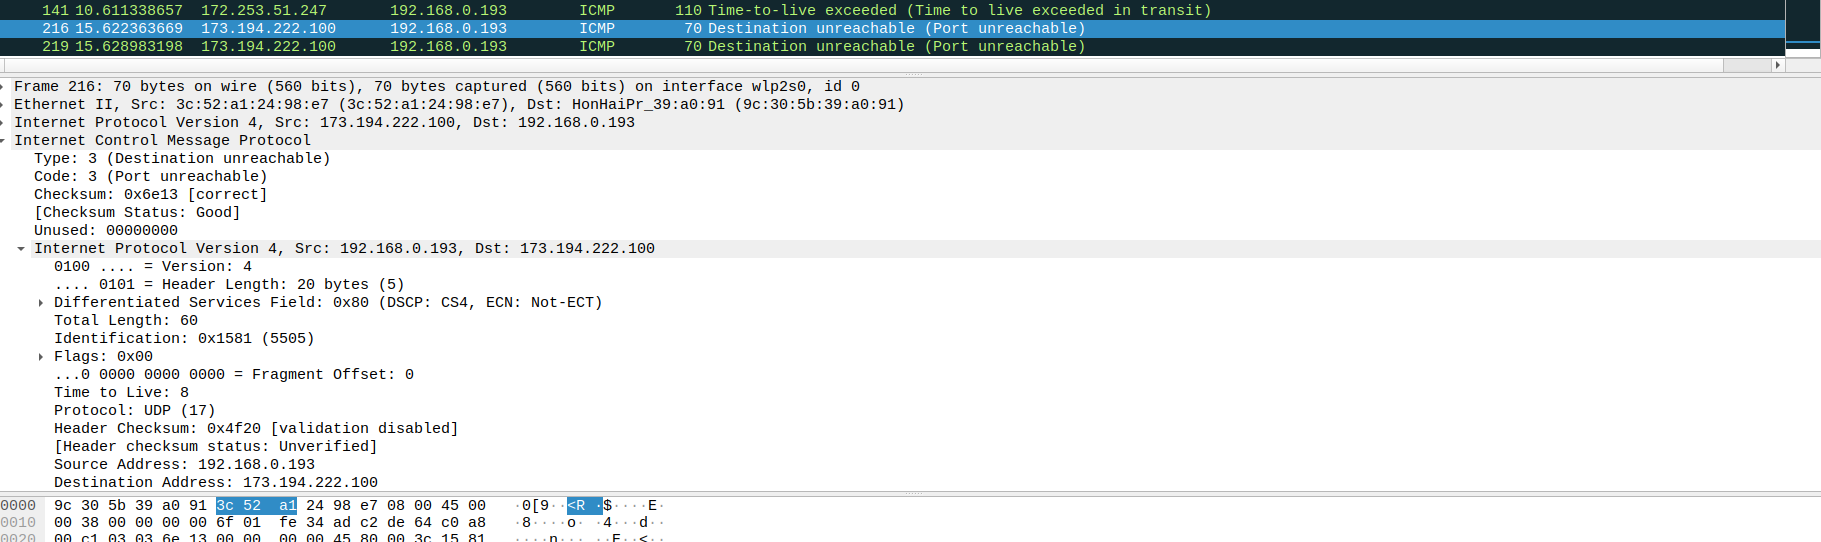 141 10.611338657 172.253.51.247 192.168.0.193 ICMP 110 Time-to-live exceeded (Time to live exceeded in transit)
216 15.622363669 173.194.222.100 192.168.0.193 ICMP 70 Destination unreachable (Port unreachable)
219 15.628983198 173.194.222.100 192.168.0.193 ICMP 70 Destination unreachable (Port unreachable)
Frame 216: 70 bytes on wire (560 bits), 70 bytes captured (560 bits) on interface wlp2s0, id 0
Ethernet II, Src: 3c:52:a1:24:98:e7 (3c:52:a1:24:98:e7), Dst: HonHaiPr_39:a0:91 (9c:30:5b:39:a0:91)
Internet Protocol Version 4, Src: 173.194.222.100, Dst: 192.168.0.193
Internet Control Message Protocol
Type: 3 (Destination unreachable)
Code: 3 (Port unreachable)
Checksum: 0x6e13 [correct]
[Checksum Status: Good]
Unused: 00000000
Internet Protocol Version 4, Src: 192.168.0.193, Dst: 173.194.222.100
0100 .... = Version: 4
.... 0101 = Header Length: 20 bytes (5)
Differentiated Services Field: 0x80 (DSCP: CS4, ECN: Not-ECT)
Total Length: 60
Identification: 0x1581 (5505)
Flags: 0x00
...0 0000 0000 0000 = Fragment Offset: 0
Time to Live: 8
Protocol: UDP (17)
Header Checksum: 0x4f20 [validation disabled]
[Header checksum status: Unverified]
Source Address: 192.168.0.193
Destination Address: 173.194.222.100
0000 9c 30 5b 39 a0 91 3c 52 a1 24 98 e7 08 00 45 00 ·0[9··<R ·$····E·
0010 00 38 00 00 00 00 6f 01 fe 34 ad c2 de 64 c0 a8 ·8····o· ·4···d··
0020 00 c1 03 03 6e 13 00 00 00 00 45 80 00 3c 15 81 ····n··· ··E··<··